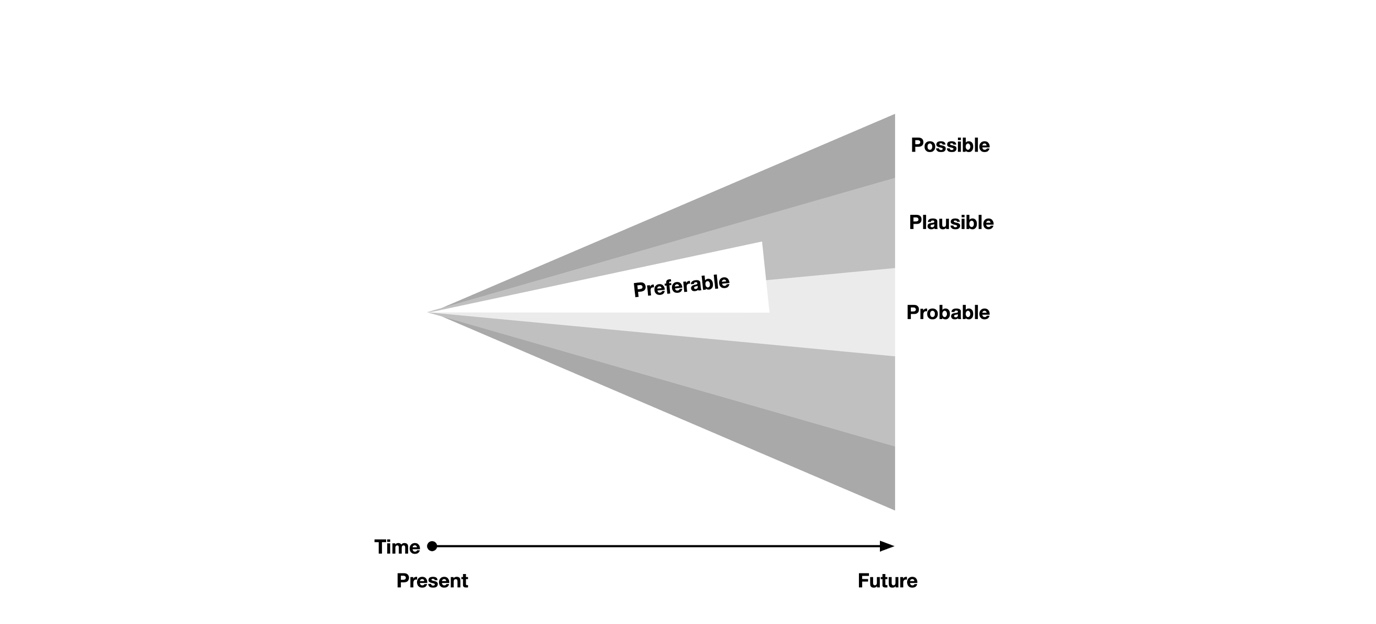 Possible
Plausible
Preferable
Probable
Time
Present
Future